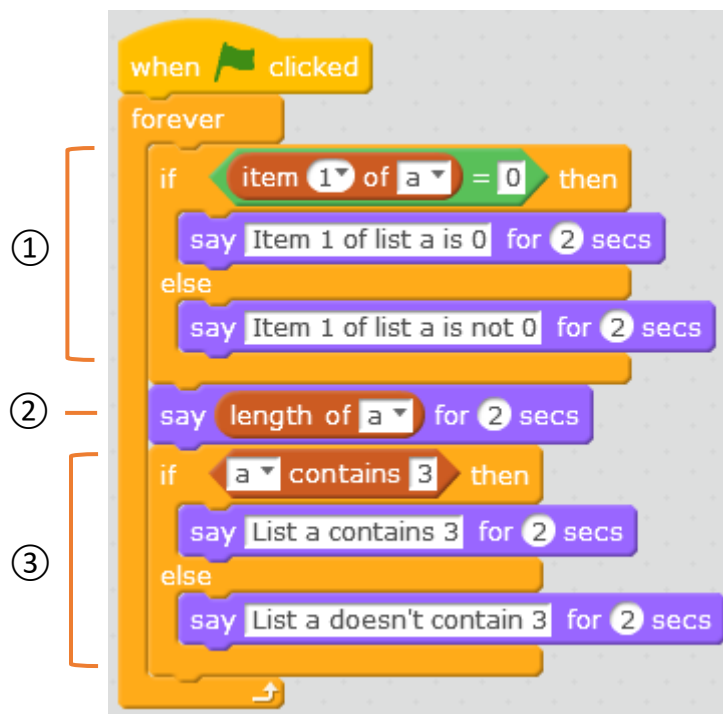 when clicked
forever
①
if item 1 of a = 0 then
say Item 1 of list a is 0 for 2 secs
else
say Item 1 of list a is not 0 for 2 secs
②
say length of a for 2 secs
③
if a contains 3 then
say List a contains 3 for 2 secs
else
say List a doesn't contain 3 for 2 secs